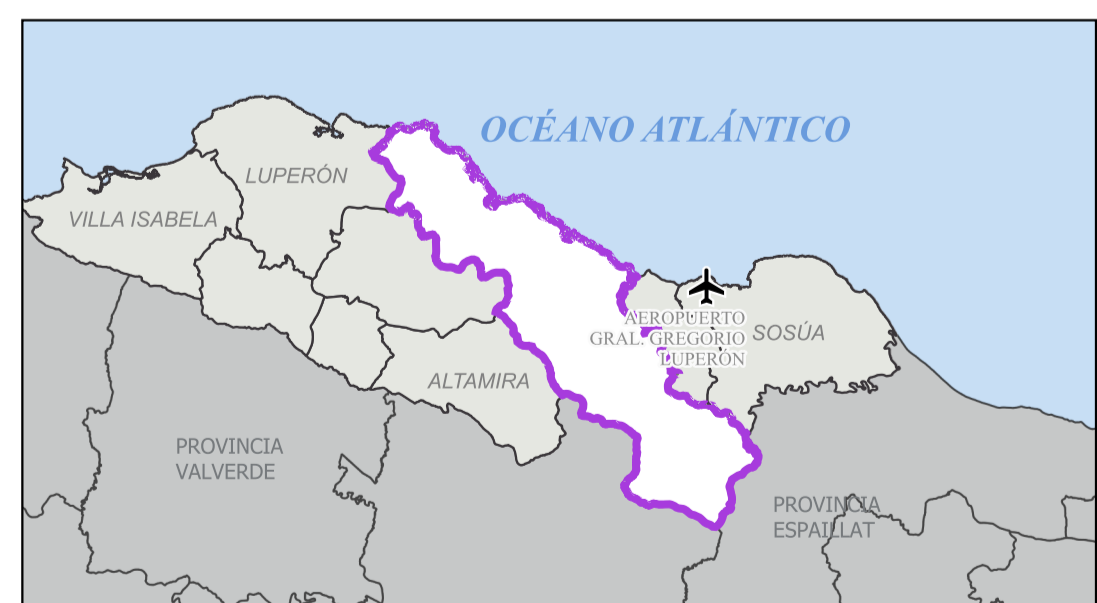 OCÉANO ATLÁNTICO
LUPERÓN
VILLA ISABELA
AEROPUERTO
GRAL. GREGORIO
LUPERÓN
SOSÚA
ALTAMIRA
PROVINCIA
VALVERDE
PROVINCIA
ESPAILLAT